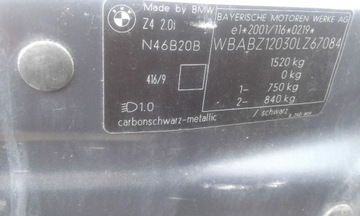 BMW
Made by BMW
BAYERISCHE MOTOREN WERKE AG
Z4 2.0i
e1*2001/116*0219*
N46B20B
WBABZ12030LZ67084
1520 kg
416/9
0 kg
1- 750 kg
1.0
2- 840 kg
carbonschwarz-metallic
/ schwarz